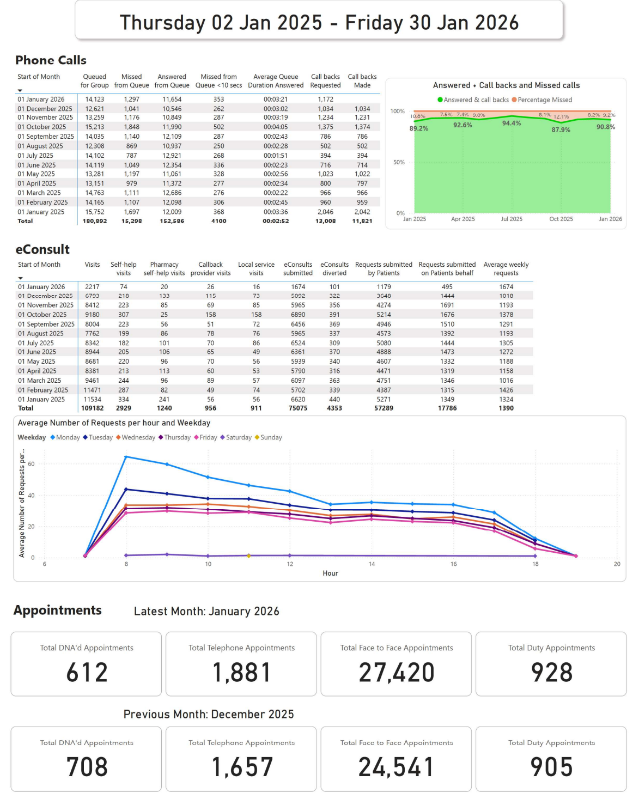 Thursday 02 Jan 2025 - Friday 30 Jan 2026
Phone Calls
Start of Month Queued for Group Missed from Queue Answered from Queue Missed from Queue <10 secs Average Queue Duration Answered Call backs Requested Call backs Made
01 January 2026 14,123 1,297 11,654 353 00:03:21 1,172
01 December 2025 12,621 1,041 10,546 262 00:03:02 1,034 1,034
01 November 2025 13,259 1,176 10,849 287 00:03:19 1,234 1,231
01 October 2025 15,213 1,848 11,990 502 00:04:05 1,375 1,374
01 September 2025 14,035 1,140 12,109 287 00:02:43 786 786
01 August 2025 12,308 869 10,937 250 00:02:28 502 502
01 July 2025 14,102 787 12,921 268 00:01:51 394 394
01 June 2025 14,119 1,049 12,354 336 00:02:23 716 714
01 May 2025 13,281 1,197 11,061 328 00:02:56 1,023 1,022
01 April 2025 13,151 979 11,372 277 00:02:34 800 797
01 March 2025 14,763 1,111 12,686 276 00:02:22 966 966
01 February 2025 14,165 1,107 12,098 306 00:02:45 960 959
01 January 2025 15,752 1,697 12,009 368 00:03:36 2,046 2,042
Total 180,892 15,298 152,586 4100 00:02:52 13,008 11,821
Answered + Call backs and Missed calls
Answered & call backs Percentage Missed
100%
10.8% 7.6% 7.4% 9.0% 8.1% 12.1% 8.2% 9.2%
89.2% 92.6% 94.4% 87.9% 90.8%
50%
0%
Jan 2025 Apr 2025 Jul 2025 Oct 2025 Jan 2026
eConsult
Start of Month Visits Self-help visits Pharmacy self-help visits Callback provider visits Local service visits eConsults submitted eConsults diverted Requests submitted by Patients Requests submitted on Patients behalf Average weekly requests
01 January 2026 2217 74 20 26 16 1674 101 1179 495 1674
01 December 2025 6793 218 133 115 73 5092 322 3648 1444 1018
01 November 2025 8412 223 85 69 85 5965 356 4274 1691 1193
01 October 2025 9180 307 25 158 158 6890 391 5214 1676 1378
01 September 2025 8004 223 56 51 72 6456 369 4946 1510 1291
01 August 2025 7762 199 86 78 76 5965 337 4573 1392 1193
01 July 2025 8342 182 101 70 86 6524 309 5080 1444 1305
01 June 2025 8944 205 106 65 49 6361 370 4888 1473 1272
01 May 2025 8681 220 96 70 56 5939 340 4607 1332 1188
01 April 2025 8381 213 113 60 53 5790 316 4471 1319 1158
01 March 2025 9461 244 96 89 57 6097 363 4751 1346 1016
01 February 2025 11471 287 82 49 74 5702 339 4387 1315 1426
01 January 2025 11534 334 241 56 56 6620 440 5271 1349 1324
Total 109182 2929 1240 956 911 75075 4353 57289 17786 1390
Average Number of Requests per hour and Weekday
Weekday Monday Tuesday Wednesday Thursday Friday Saturday Sunday
Average Number of Requests per...
60
40
20
0
6 8 10 12 14 16 18 20
Hour
Appointments Latest Month: January 2026
Total DNA'd Appointments Total Telephone Appointments Total Face to Face Appointments Total Duty Appointments
612 1,881 27,420 928
Previous Month: December 2025
Total DNA'd Appointments Total Telephone Appointments Total Face to Face Appointments Total Duty Appointments
708 1,657 24,541 905